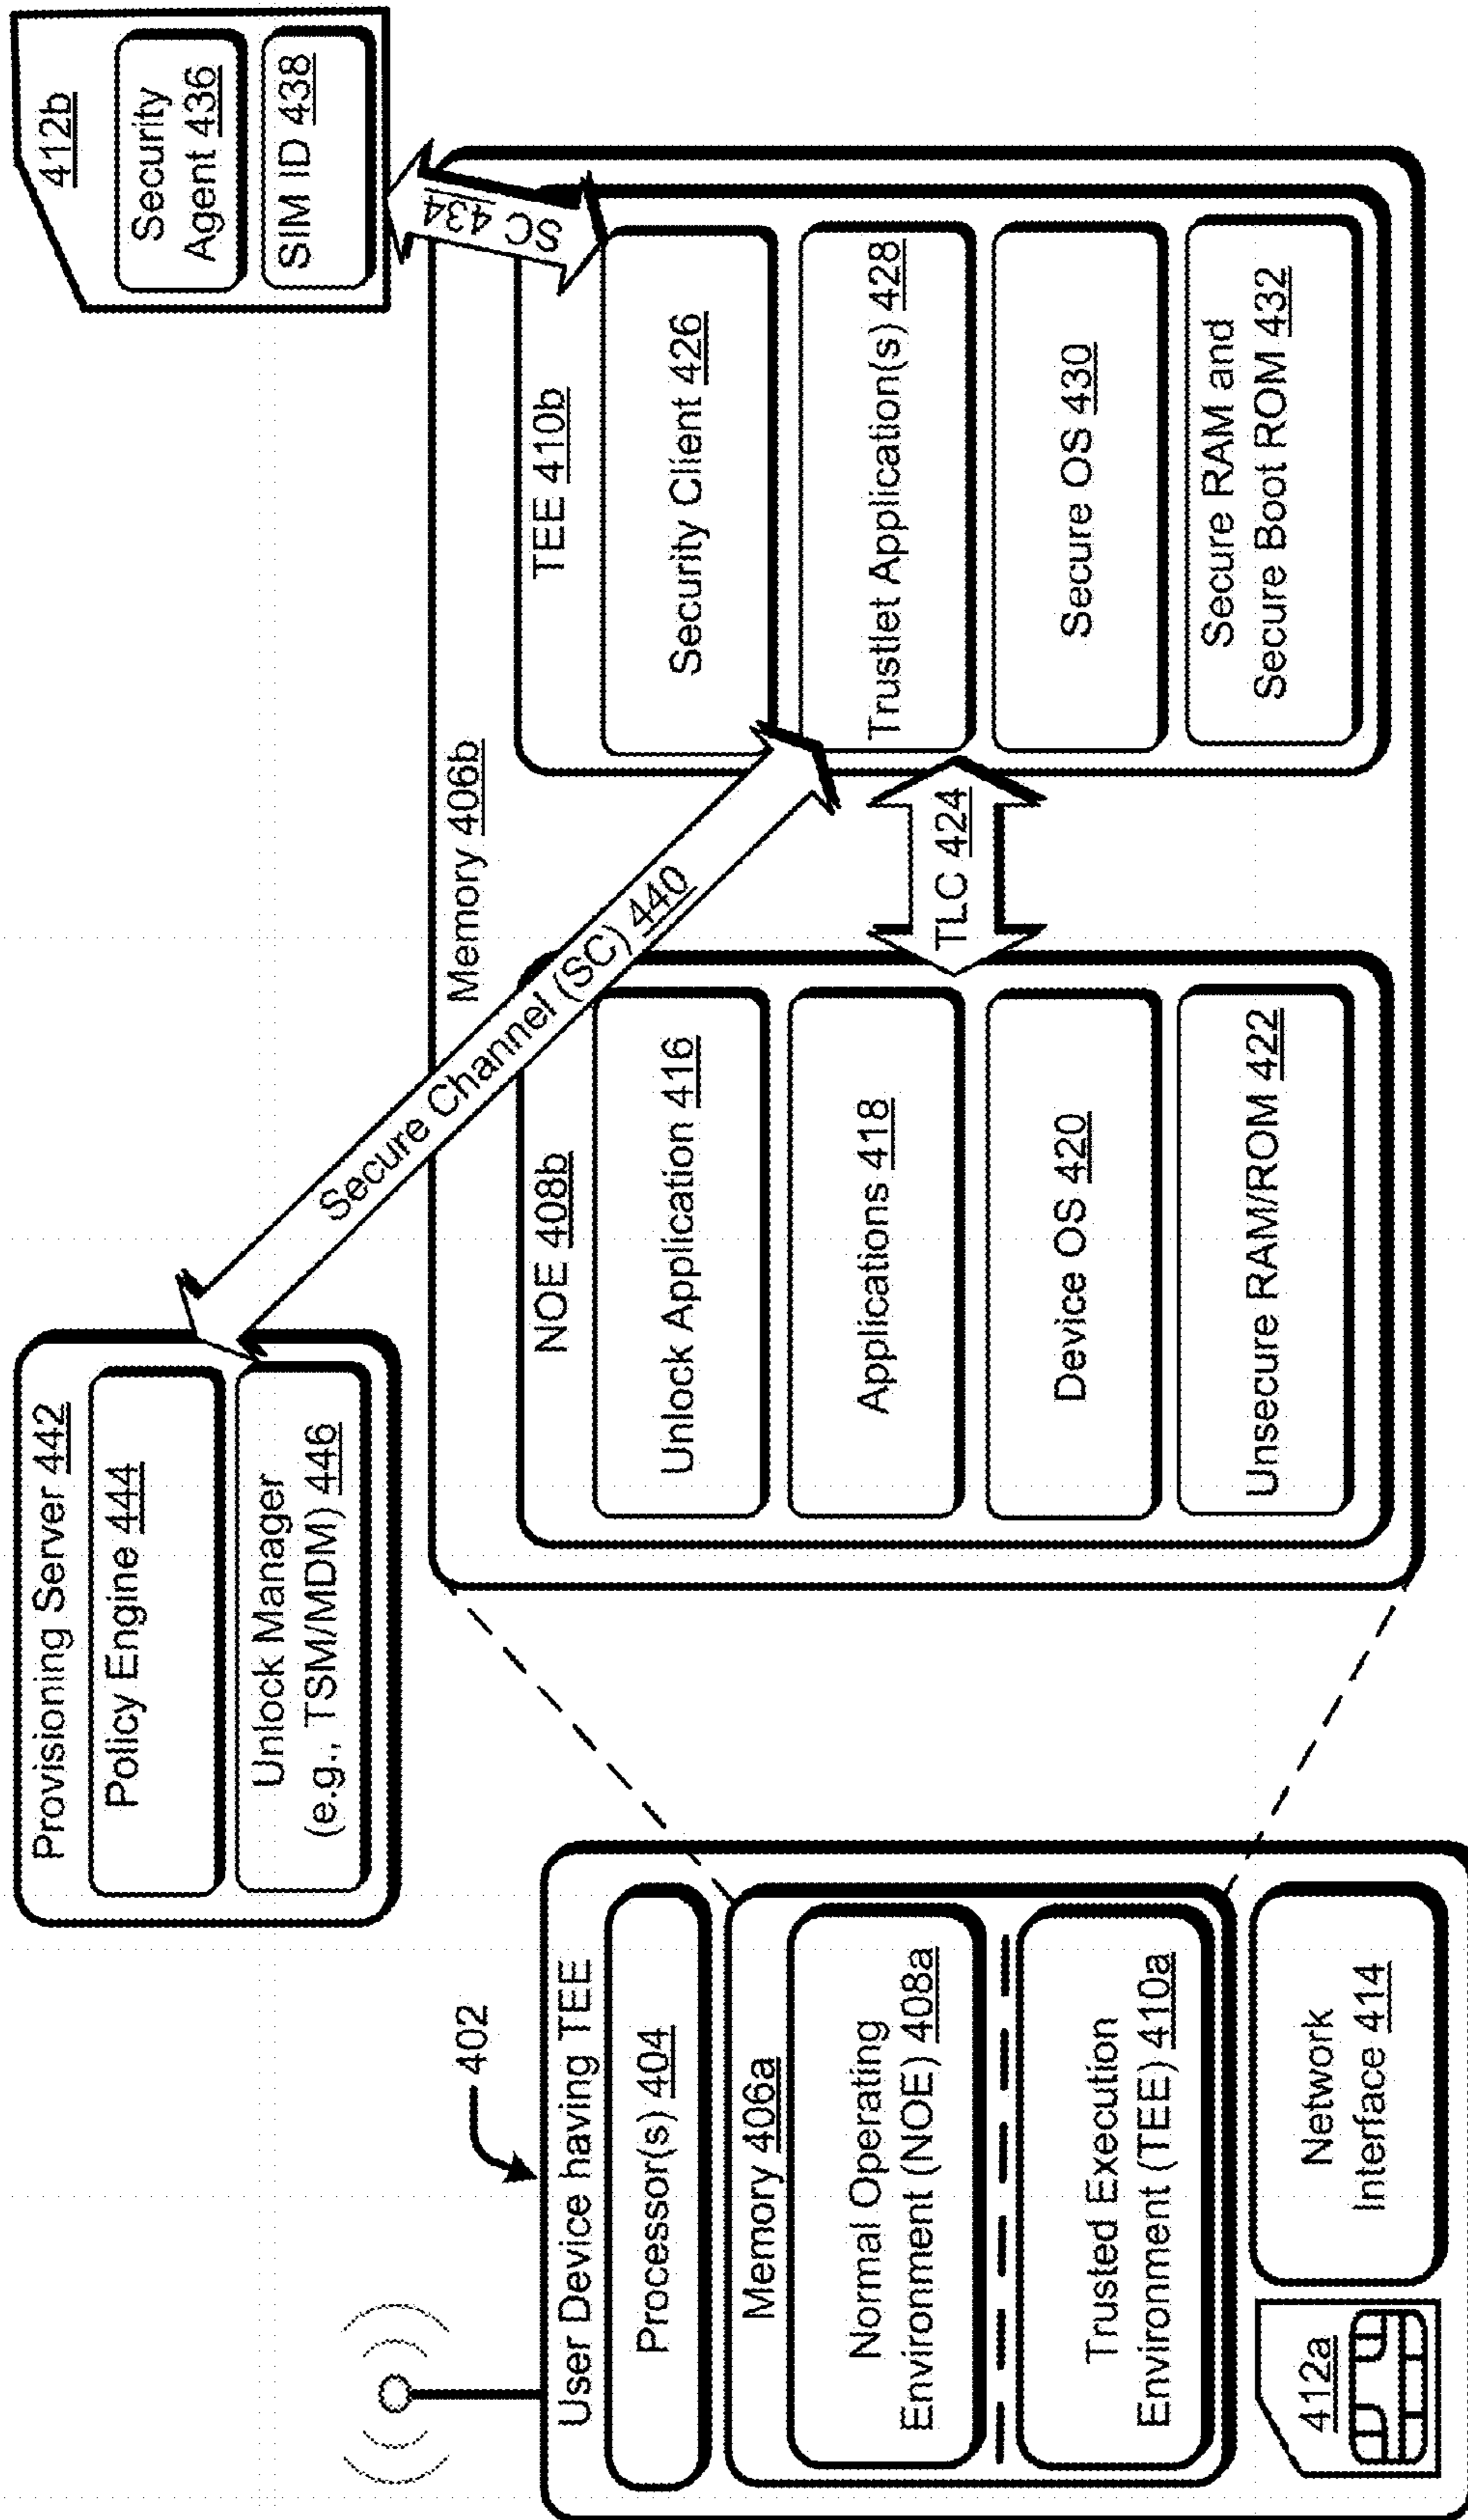 Provisioning Server 442
Policy Engine 444
Unlock Manager
(e.g., TSM/MDM) 446
412b
Security
Agent 436
SIM ID 438
SC 434
Secure Channel (SC) 440
402
User Device having TEE
Processor(s) 404
Memory 406a
Normal Operating
Environment (NOE) 408a
Trusted Execution
Environment (TEE) 410a
412a
Network
Interface 414
Memory 406b
NOE 408b
Unlock Application 416
Applications 418
Device OS 420
Unsecure RAM/ROM 422
TLC 424
TEE 410b
Security Client 426
Trustlet Application(s) 428
Secure OS 430
Secure RAM and
Secure Boot ROM 432